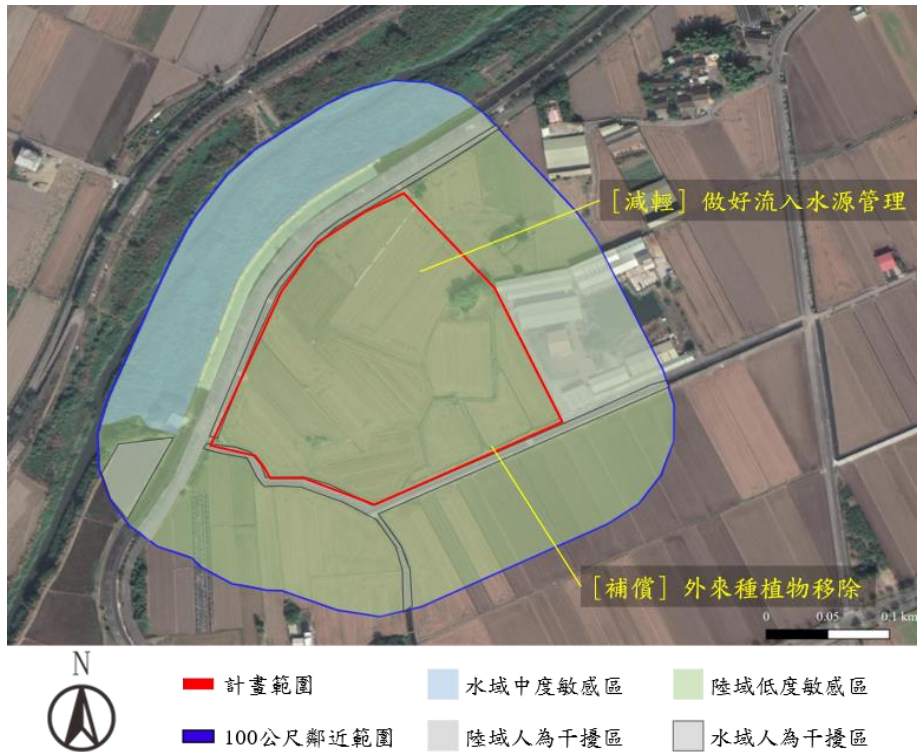 [減輕] 做好流入水源管理
[補償] 外來種植物移除
0 0.05 0.1 km
N
計畫範圍 水域中度敏感區 陸域低度敏感區
100公尺鄰近範圍 陸域人為干擾區 水域人為干擾區